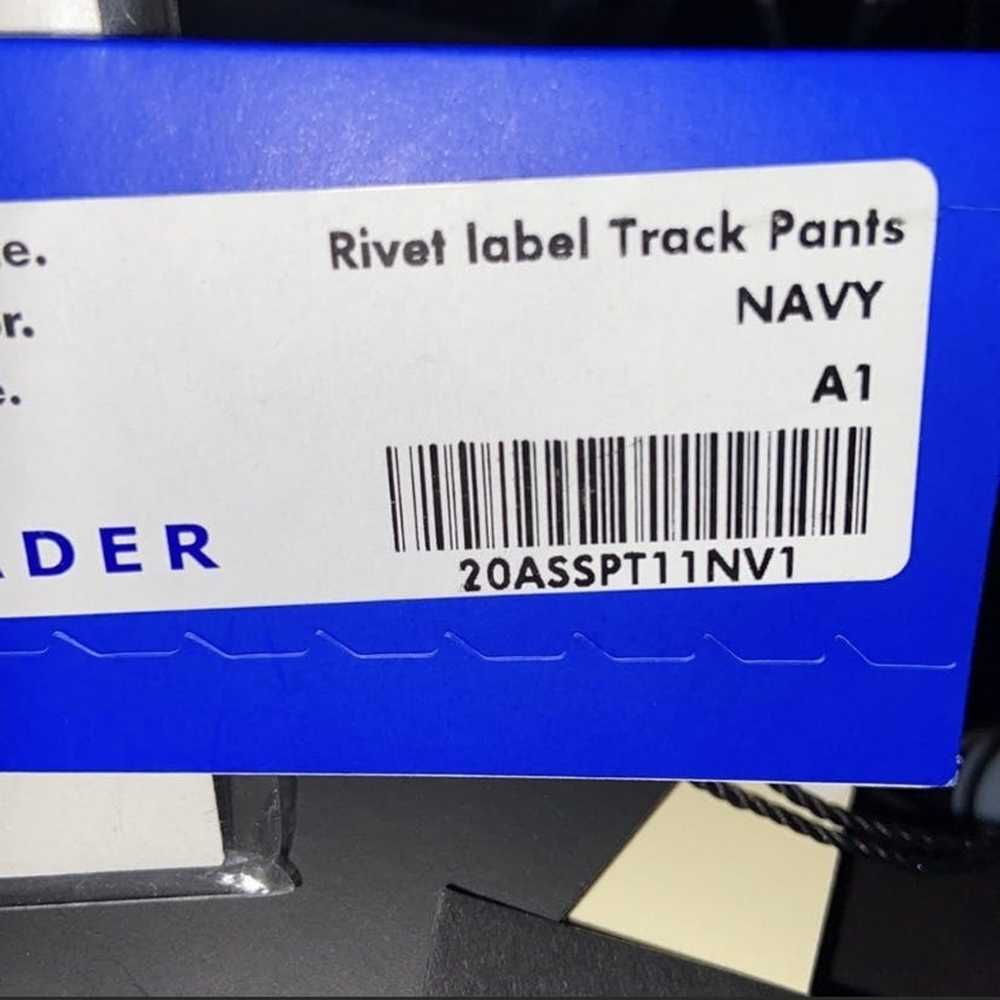 e.
Rivet label Track Pants
r.
NAVY
e.
A1
DER
20ASSPT11NV1